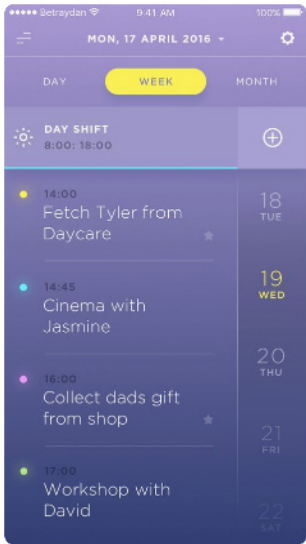 Betraydan 9:41 AM 100%
MON, 17 APRIL 2016
DAY WEEK MONTH
DAY SHIFT
8:00: 18:00
14:00
Fetch Tyler from
Daycare
14:45
Cinema with
Jasmine
16:00
Collect dads gift
from shop
17:00
Workshop with
David
18
TUE
19
WED
20
THU
21
FRI
22
SAT